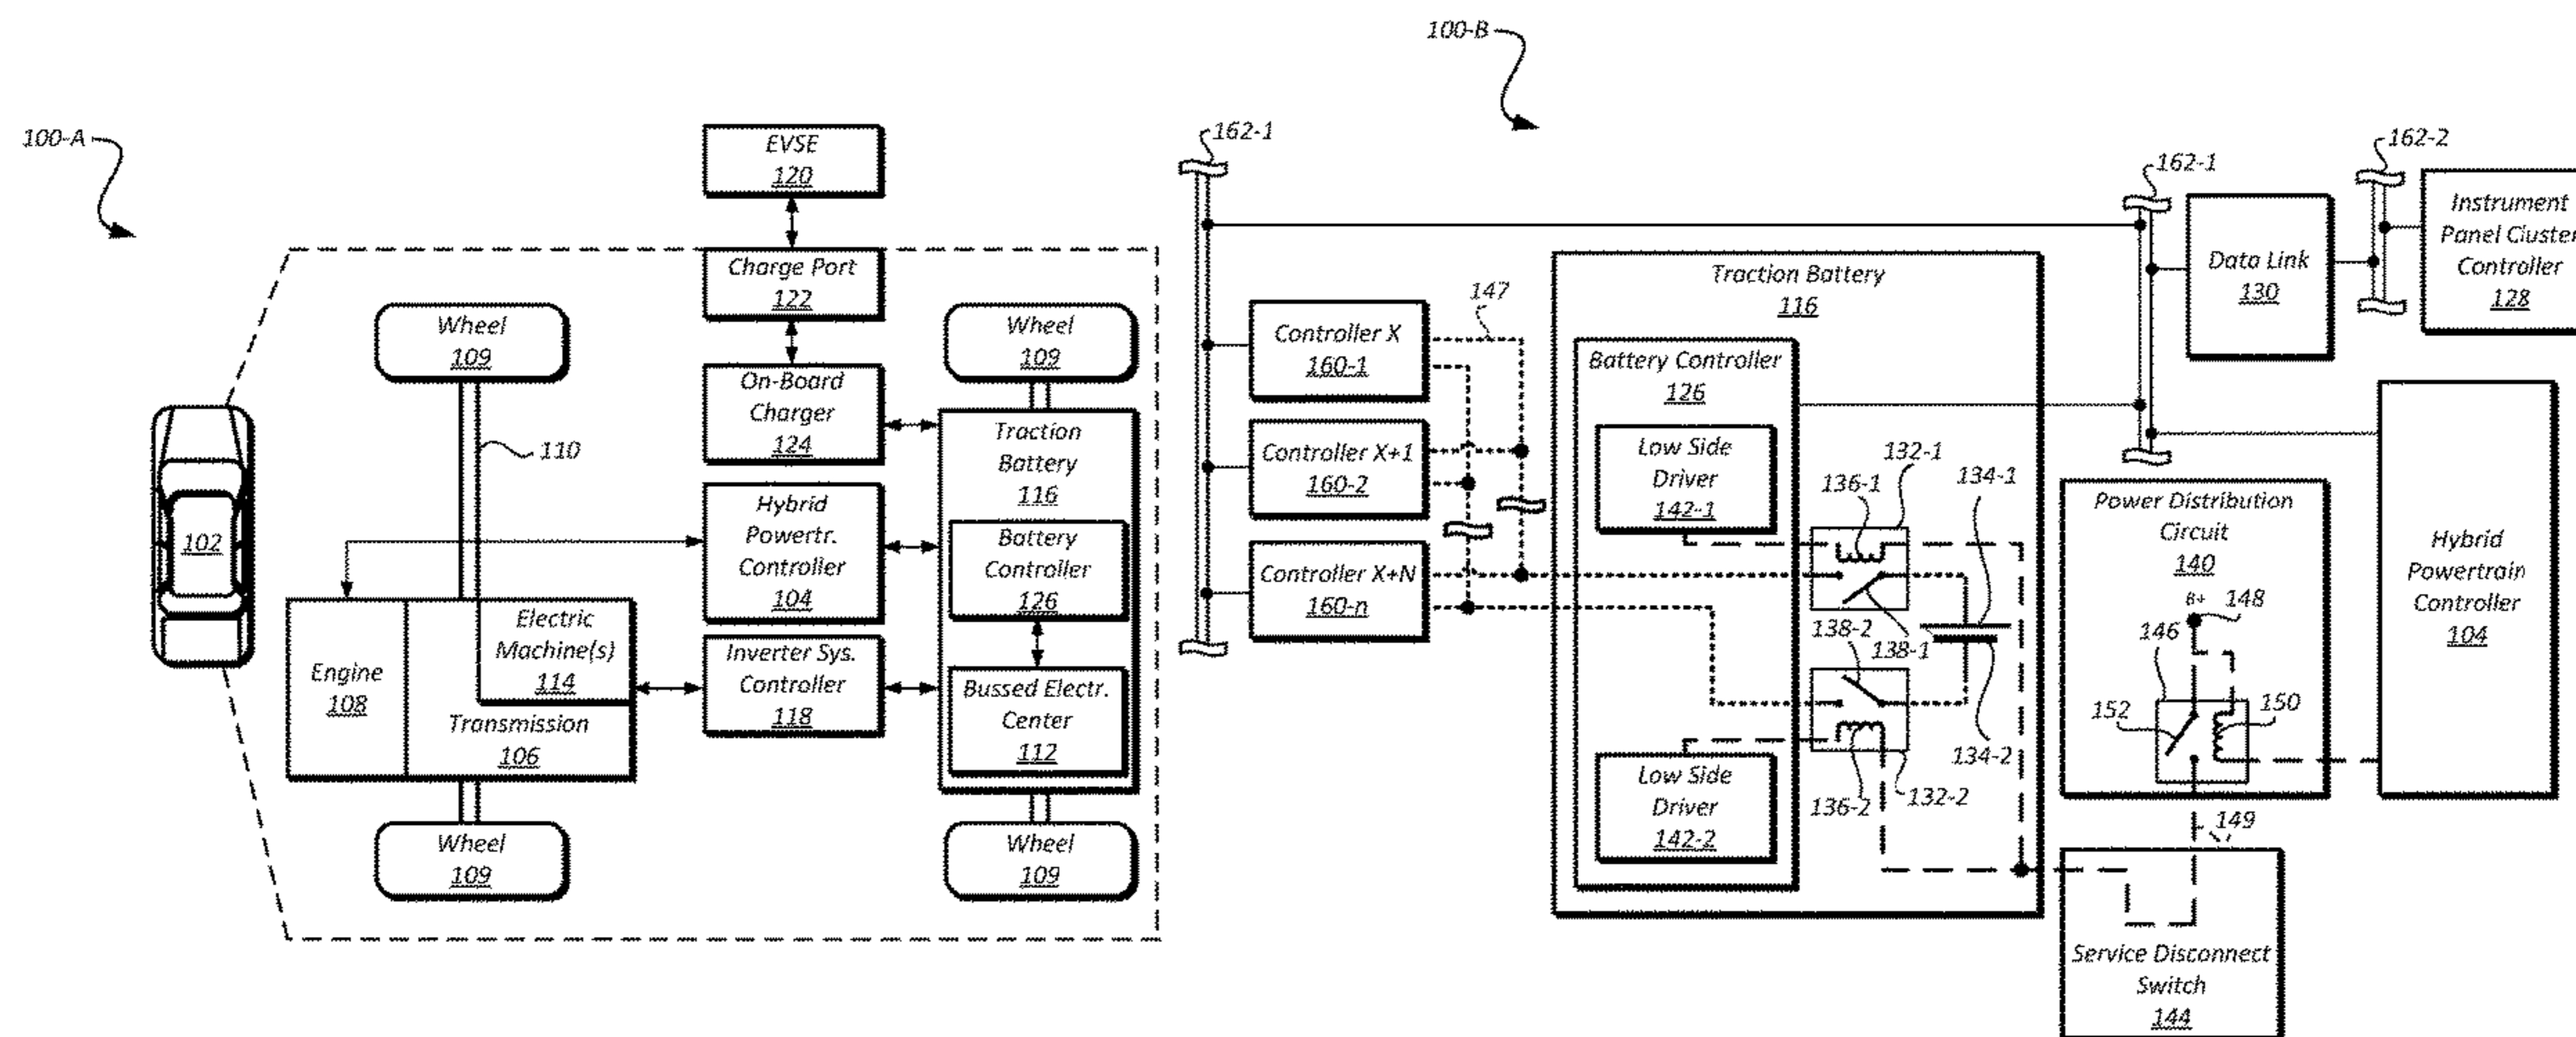 100-A
EVSE
120
Charge Port
122
Wheel
109
On-Board
Charger
124
Wheel
109
110
Traction
Battery
116
102
Hybrid
Powertr.
Controller
104
Battery
Controller
126
Engine
108
Electric
Machine(s)
114
Transmission
106
Inverter Sys.
Controller
118
Bussed Electr.
Center
112
Wheel
109
Wheel
109
100-B
162-1
162-1
162-2
Data Link
130
Instrument
Panel Cluster
Controller
128
Controller X
160-1
147
Controller X+1
160-2
Controller X+N
160-n
Traction Battery
116
Battery Controller
126
Low Side
Driver
142-1
132-1
136-1
134-1
138-2
138-1
134-2
136-2
132-2
Low Side
Driver
142-2
Power Distribution
Circuit
140
B+
148
146
152
150
Hybrid
Powertrain
Controller
104
149
Service Disconnect
Switch
144